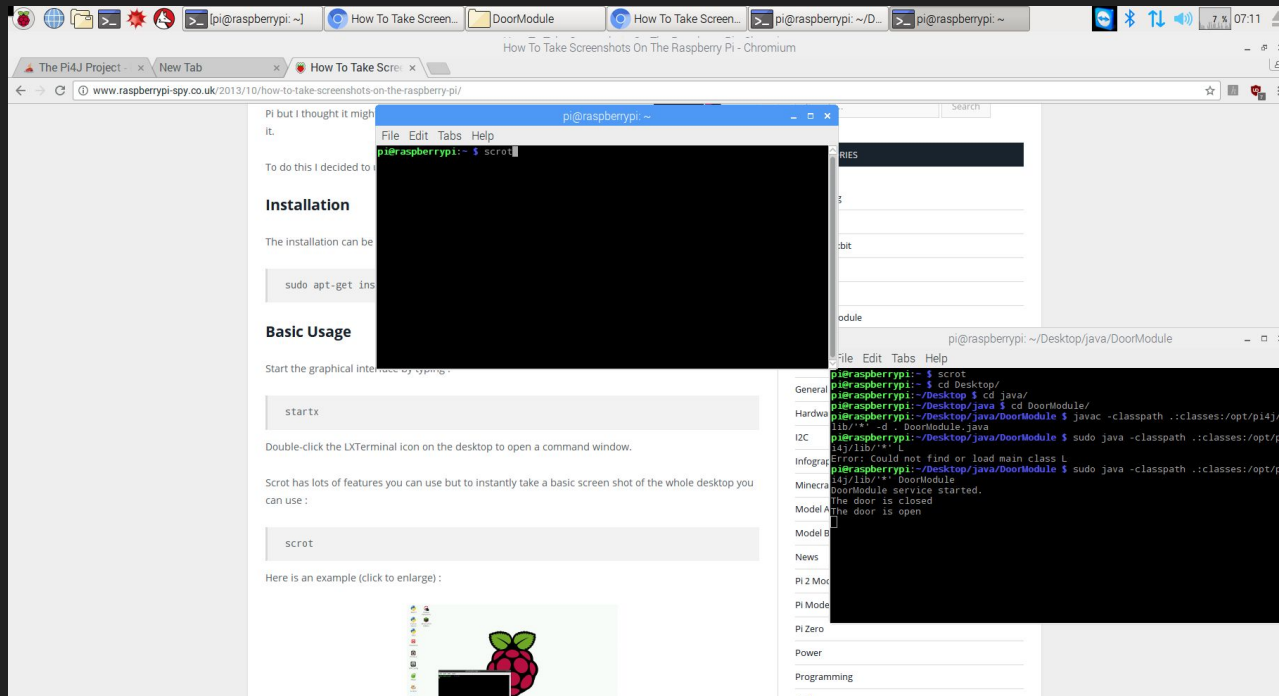 [pi@raspberrypi: ~]
How To Take Screen...
DoorModule
How To Take Screen...
pi@raspberrypi: ~/D...
pi@raspberrypi: ~
7 %
07:11
How To Take Screenshots On The Raspberry Pi - Chromium
The Pi4J Project -
New Tab
How To Take Scre
www.raspberrypi-spy.co.uk/2013/10/how-to-take-screenshots-on-the-raspberry-pi/
Pi but I thought it migh
it.
To do this I decided to
Installation
The installation can be
sudo apt-get ins
Basic Usage
Start the graphical interface by typing :
startx
Double-click the LXTerminal icon on the desktop to open a command window.
Scrot has lots of features you can use but to instantly take a basic screen shot of the whole desktop you
can use :
scrot
Here is an example (click to enlarge) :
pi@raspberrypi: ~
File Edit Tabs Help
pi@raspberrypi:~ $ scrot
Search
RIES
odule
General
Hardwa
I2C
Infograp
Minecra
Model A
Model B
News
Pi 2 Mod
Pi Mode
Pi Zero
Power
Programming
pi@raspberrypi: ~/Desktop/java/DoorModule
File Edit Tabs Help
pi@raspberrypi:~ $ scrot
pi@raspberrypi:~ $ cd Desktop/
pi@raspberrypi:~/Desktop $ cd java/
pi@raspberrypi:~/Desktop/java $ cd DoorModule/
pi@raspberrypi:~/Desktop/java/DoorModule $ javac -classpath .:classes:/opt/pi4j/
lib/'*' -d . DoorModule.java
pi@raspberrypi:~/Desktop/java/DoorModule $ sudo java -classpath .:classes:/opt/p
i4j/lib/'*' L
Error: Could not find or load main class L
pi@raspberrypi:~/Desktop/java/DoorModule $ sudo java -classpath .:classes:/opt/p
i4j/lib/'*' DoorModule
DoorModule service started.
The door is closed
The door is open